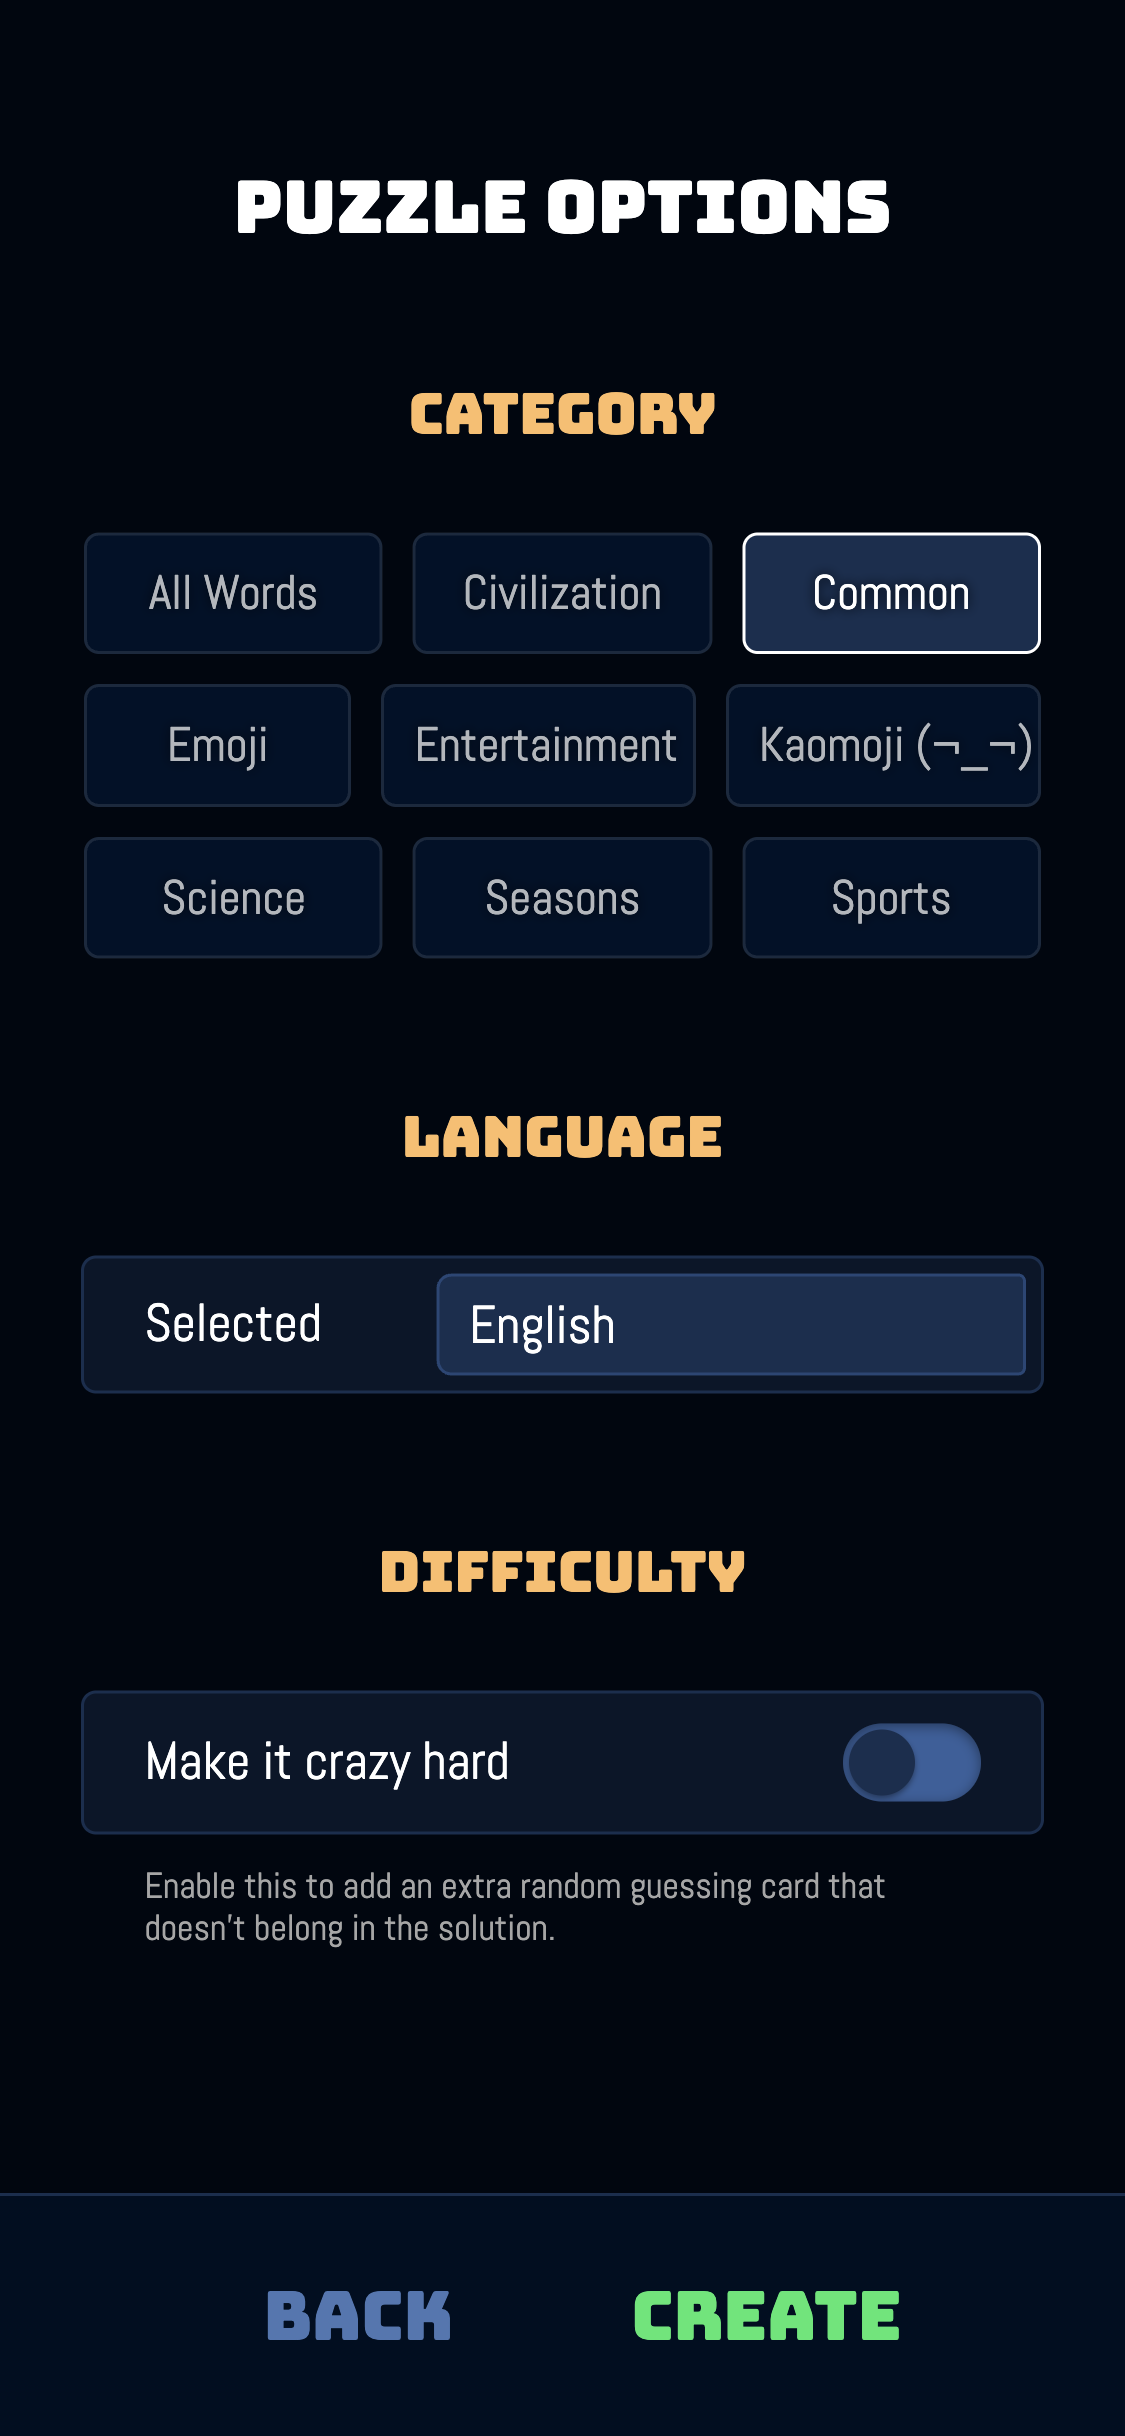 PUZZLE OPTIONS
CATEGORY
All Words
Civilization
Common
Emoji
Entertainment
Kaomoji (¬_¬)
Science
Seasons
Sports
LANGUAGE
Selected
English
DIFFICULTY
Make it crazy hard
Enable this to add an extra random guessing card that
doesn't belong in the solution.
BACK
CREATE